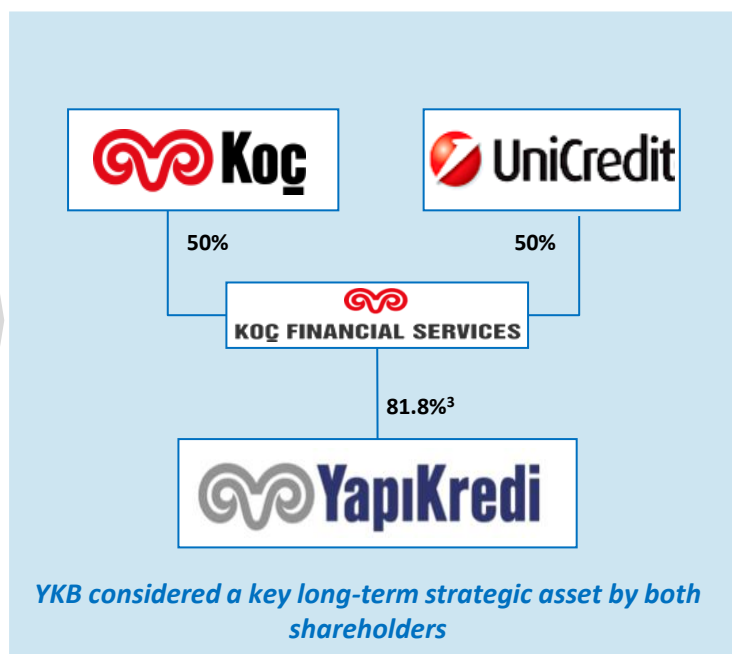 Koç
UniCredit
50%
50%
KOÇ FINANCIAL SERVICES
81.8%³
YapıKredi
YKB considered a key long-term strategic asset by both
shareholders